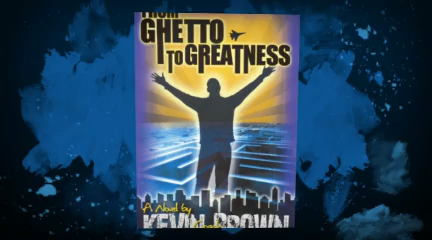 FROM
GHETTO
TO GREATNESS
A Novel by
KEVIN BROWN